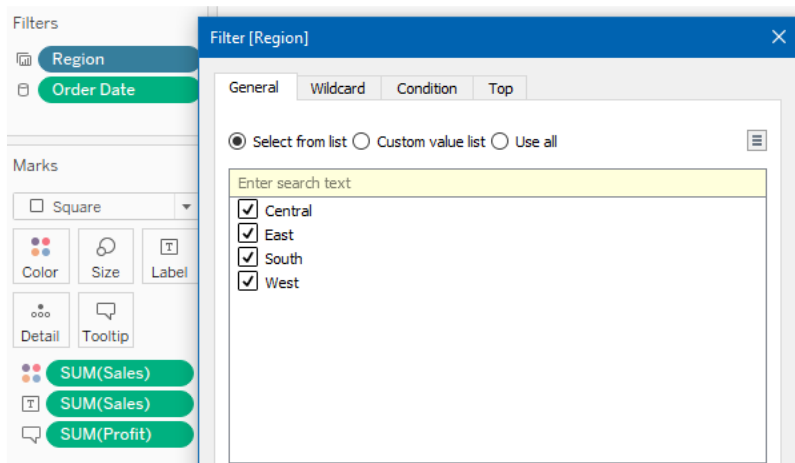 Filters
Region
Order Date
Marks
Square
Color Size Label
Detail Tooltip
SUM(Sales)
T SUM(Sales)
SUM(Profit)
Filter [Region]
General Wildcard Condition Top
Select from list Custom value list Use all
Enter search text
Central
East
South
West